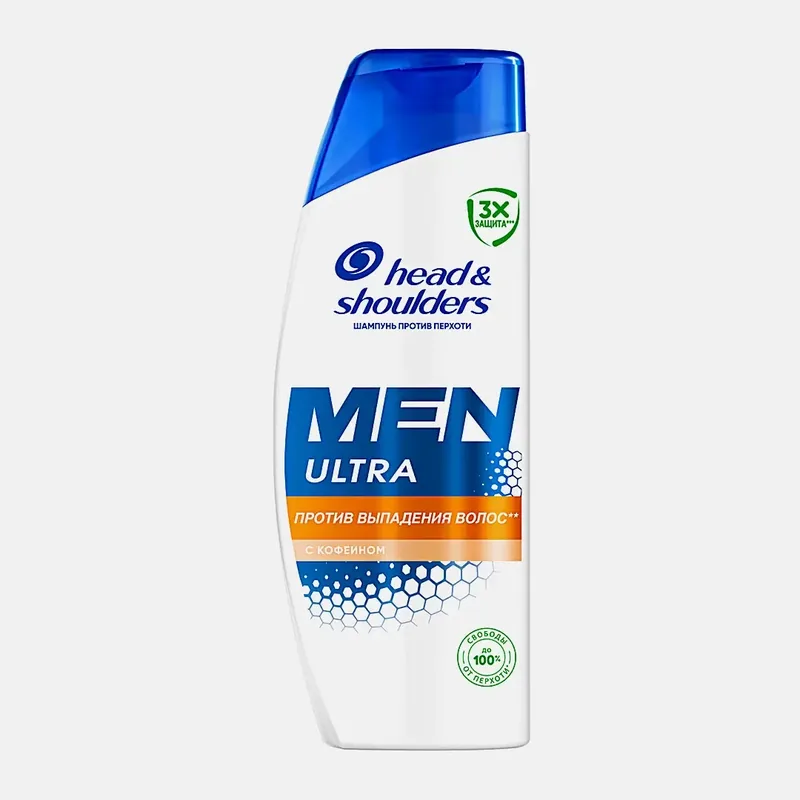 3X
ЗАЩИТА***
head &
shoulders
ШАМПУНЬ ПРОТИВ ПЕРХОТИ
MEN
ULTRA
ПРОТИВ ВЫПАДЕНИЯ ВОЛОС**
С КОФЕИНОМ
СВОБОДЫ
ДО
100%
ОТ ПЕРХОТИ*